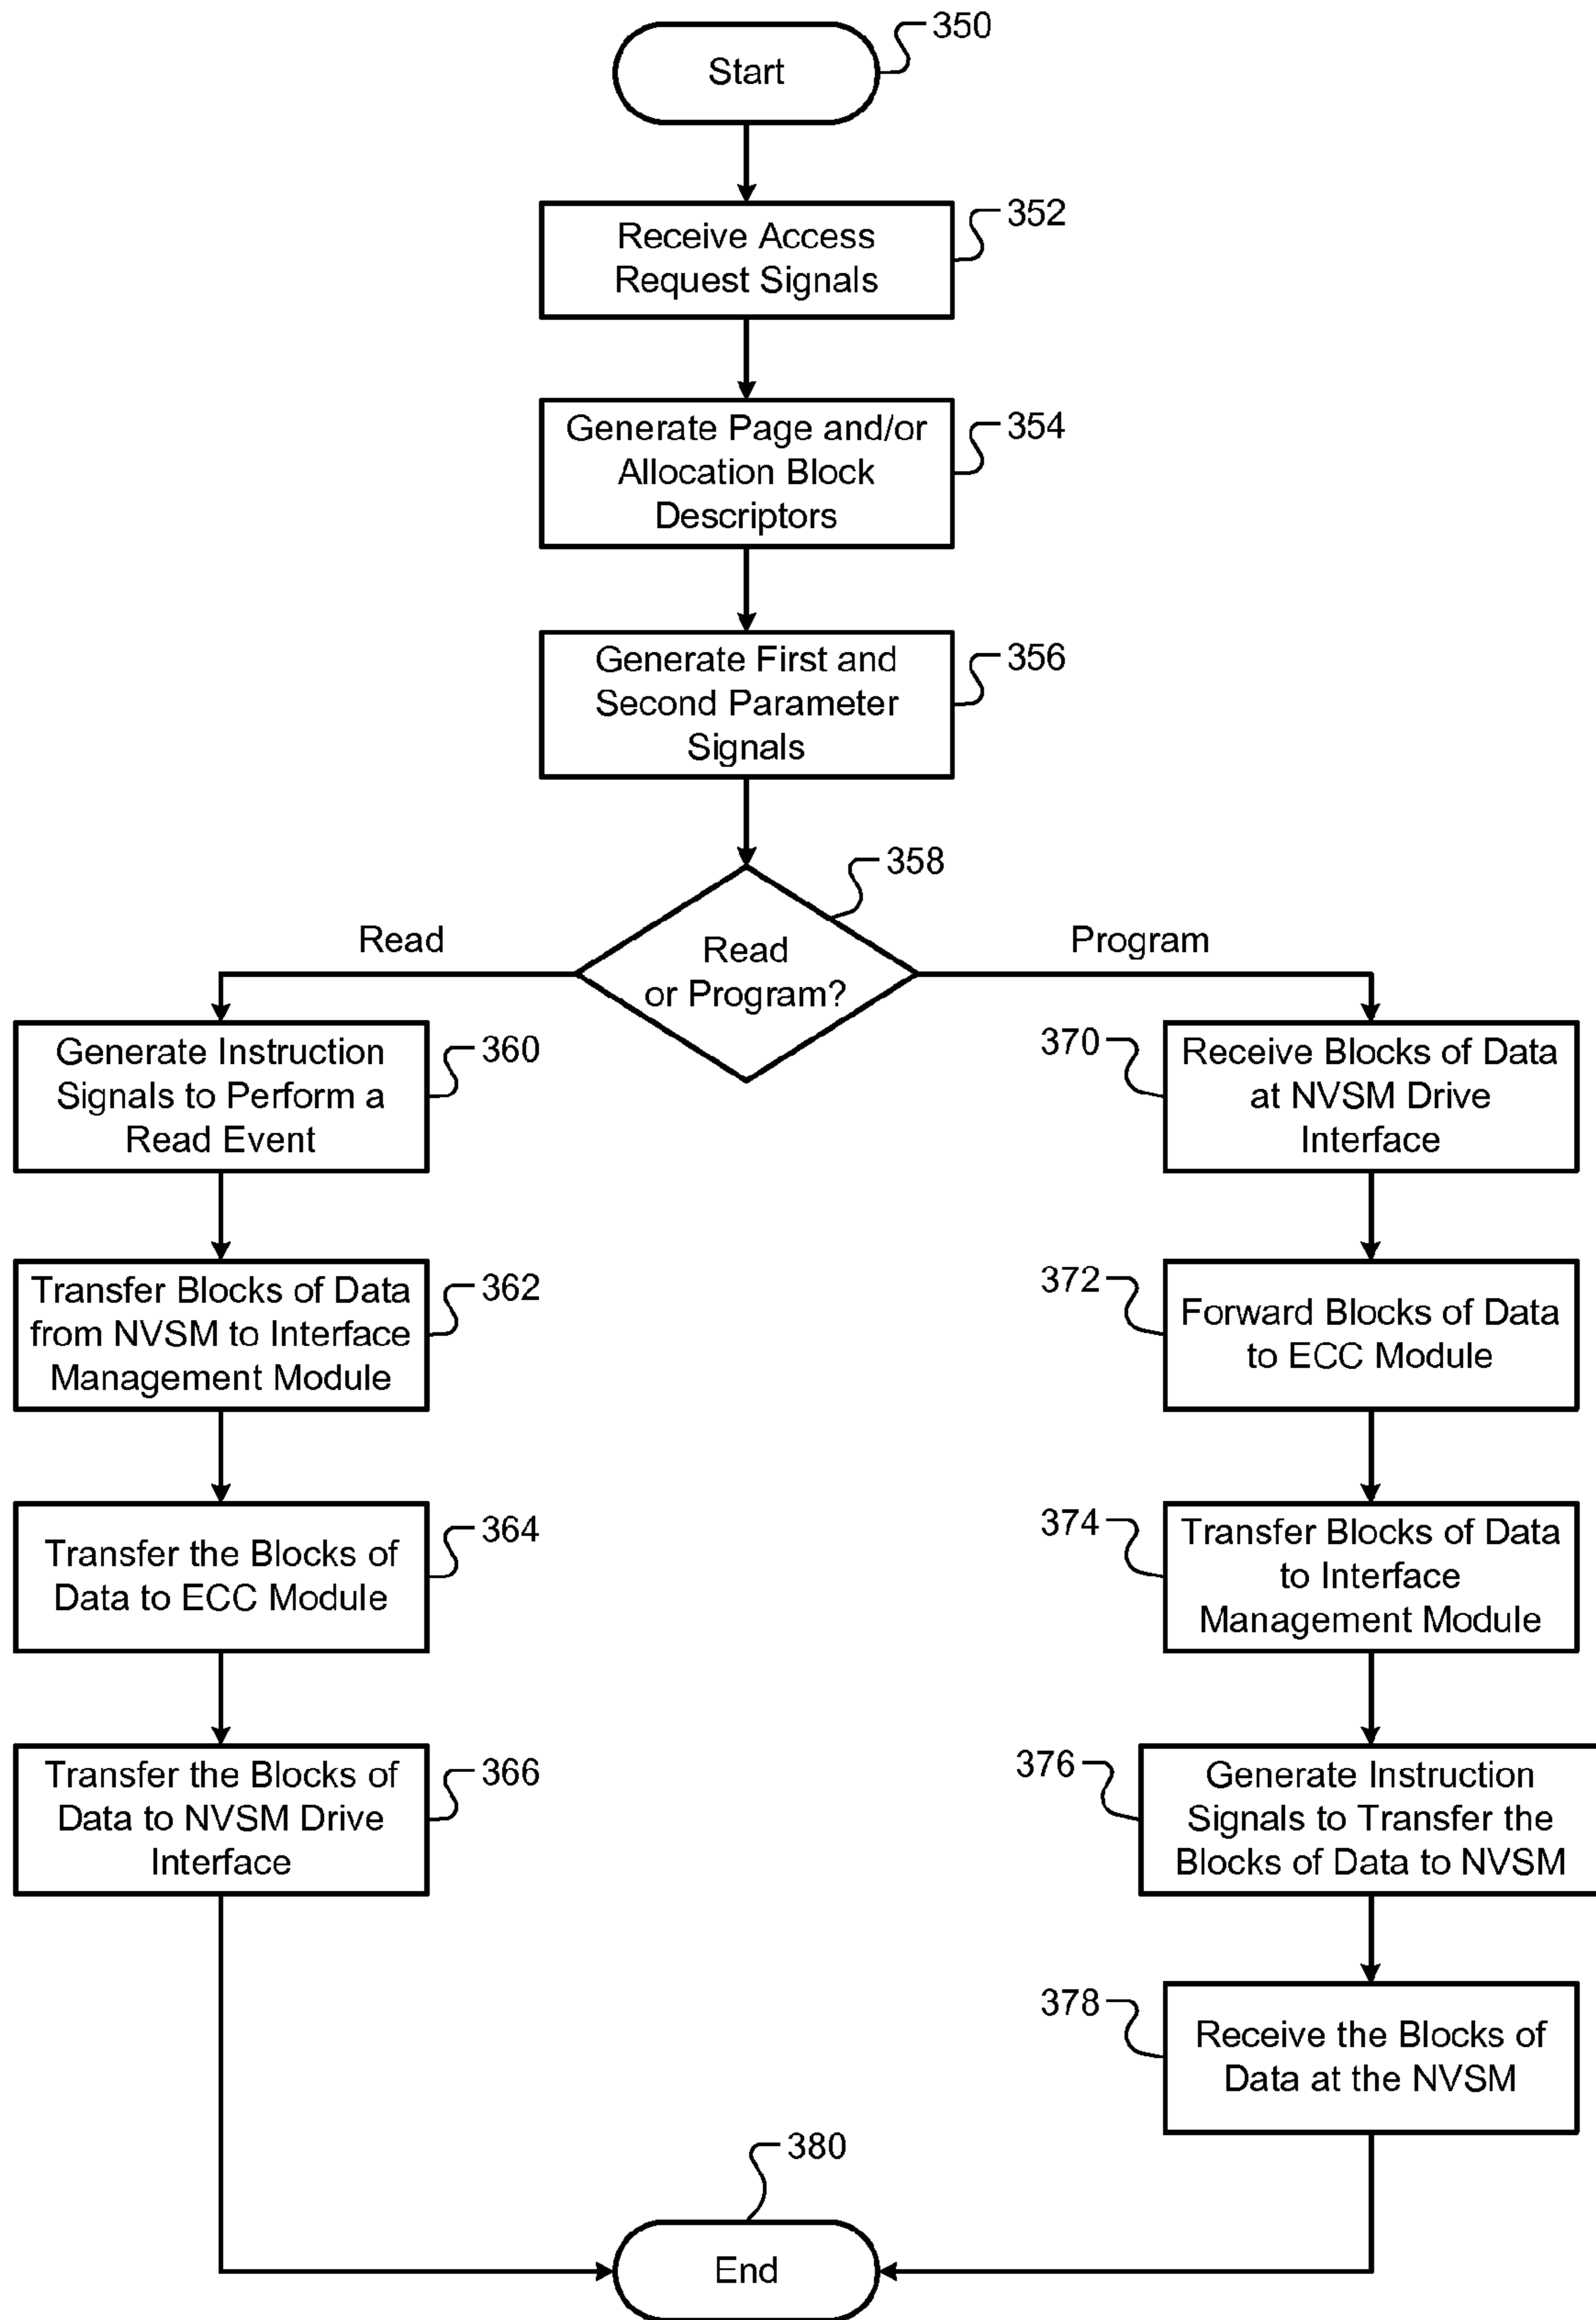 Start
350
Receive Access
Request Signals
352
Generate Page and/or
Allocation Block
Descriptors
354
Generate First and
Second Parameter
Signals
356
358
Read
or Program?
Read
Program
Generate Instruction
Signals to Perform a
Read Event
360
Transfer Blocks of Data
from NVSM to Interface
Management Module
362
Transfer the Blocks of
Data to ECC Module
364
Transfer the Blocks of
Data to NVSM Drive
Interface
366
370
Receive Blocks of Data
at NVSM Drive
Interface
372
Forward Blocks of Data
to ECC Module
374
Transfer Blocks of Data
to Interface
Management Module
376
Generate Instruction
Signals to Transfer the
Blocks of Data to NVSM
378
Receive the Blocks of
Data at the NVSM
380
End